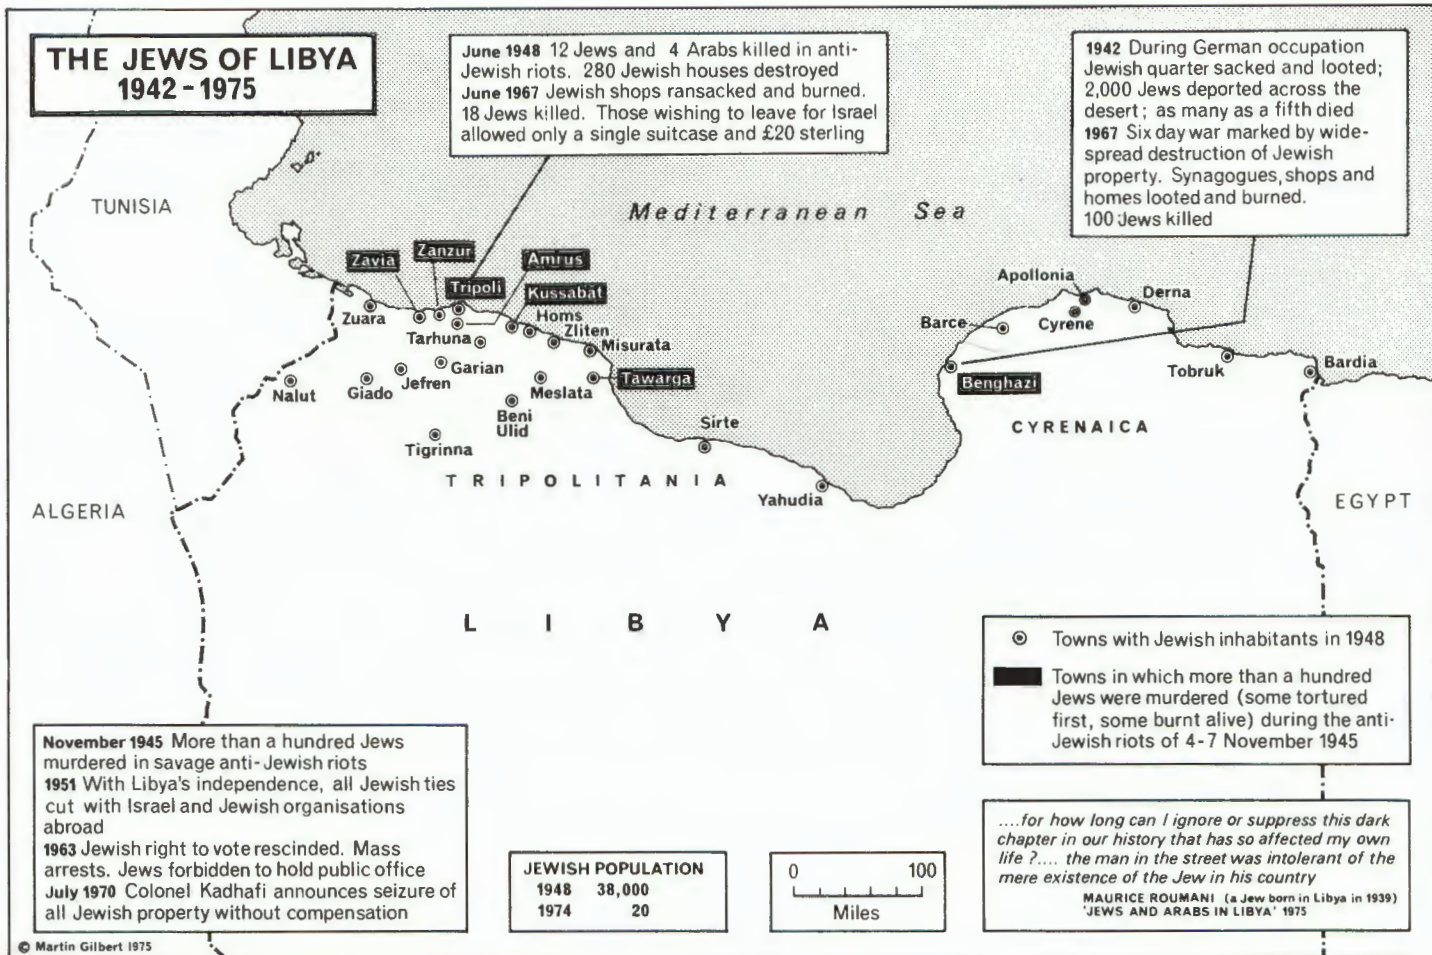 THE JEWS OF LIBYA
1942-1975
June 1948 12 Jews and 4 Arabs killed in anti-
Jewish riots. 280 Jewish houses destroyed
June 1967 Jewish shops ransacked and burned.
18 Jews killed. Those wishing to leave for Israel
allowed only a single suitcase and £20 sterling
1942 During German occupation
Jewish quarter sacked and looted;
2,000 Jews deported across the
desert; as many as a fifth died
1967 Six day war marked by wide-
spread destruction of Jewish
property. Synagogues, shops and
homes looted and burned.
100 Jews killed
TUNISIA
Mediterranean Sea
Zavia
Zanzur
Tripoli
Amrus
Kussabat
Zuara
Tarhuna
Homs
Zliten
Misurata
Nalut
Giado
Jefren
Garian
Meslata
Tawarga
Beni
Ulid
Tigrinna
Sirte
Yahudia
TRIPOLITANIA
Apollonia
Derna
Barce
Cyrene
Benghazi
Tobruk
Bardia
CYRENAICA
ALGERIA
EGYPT
LIBYA
Towns with Jewish inhabitants in 1948
Towns in which more than a hundred
Jews were murdered (some tortured
first, some burnt alive) during the anti-
Jewish riots of 4-7 November 1945
November 1945 More than a hundred Jews
murdered in savage anti-Jewish riots
1951 With Libya's independence, all Jewish ties
cut with Israel and Jewish organisations
abroad
1963 Jewish right to vote rescinded. Mass
arrests. Jews forbidden to hold public office
July 1970 Colonel Kadhafi announces seizure of
all Jewish property without compensation
JEWISH POPULATION
1948 38,000
1974 20
0 100
Miles
....for how long can I ignore or suppress this dark
chapter in our history that has so affected my own
life ?.... the man in the street was intolerant of the
mere existence of the Jew in his country
MAURICE ROUMANI (a Jew born in Libya in 1939)
'JEWS AND ARABS IN LIBYA' 1975
© Martin Gilbert 1975